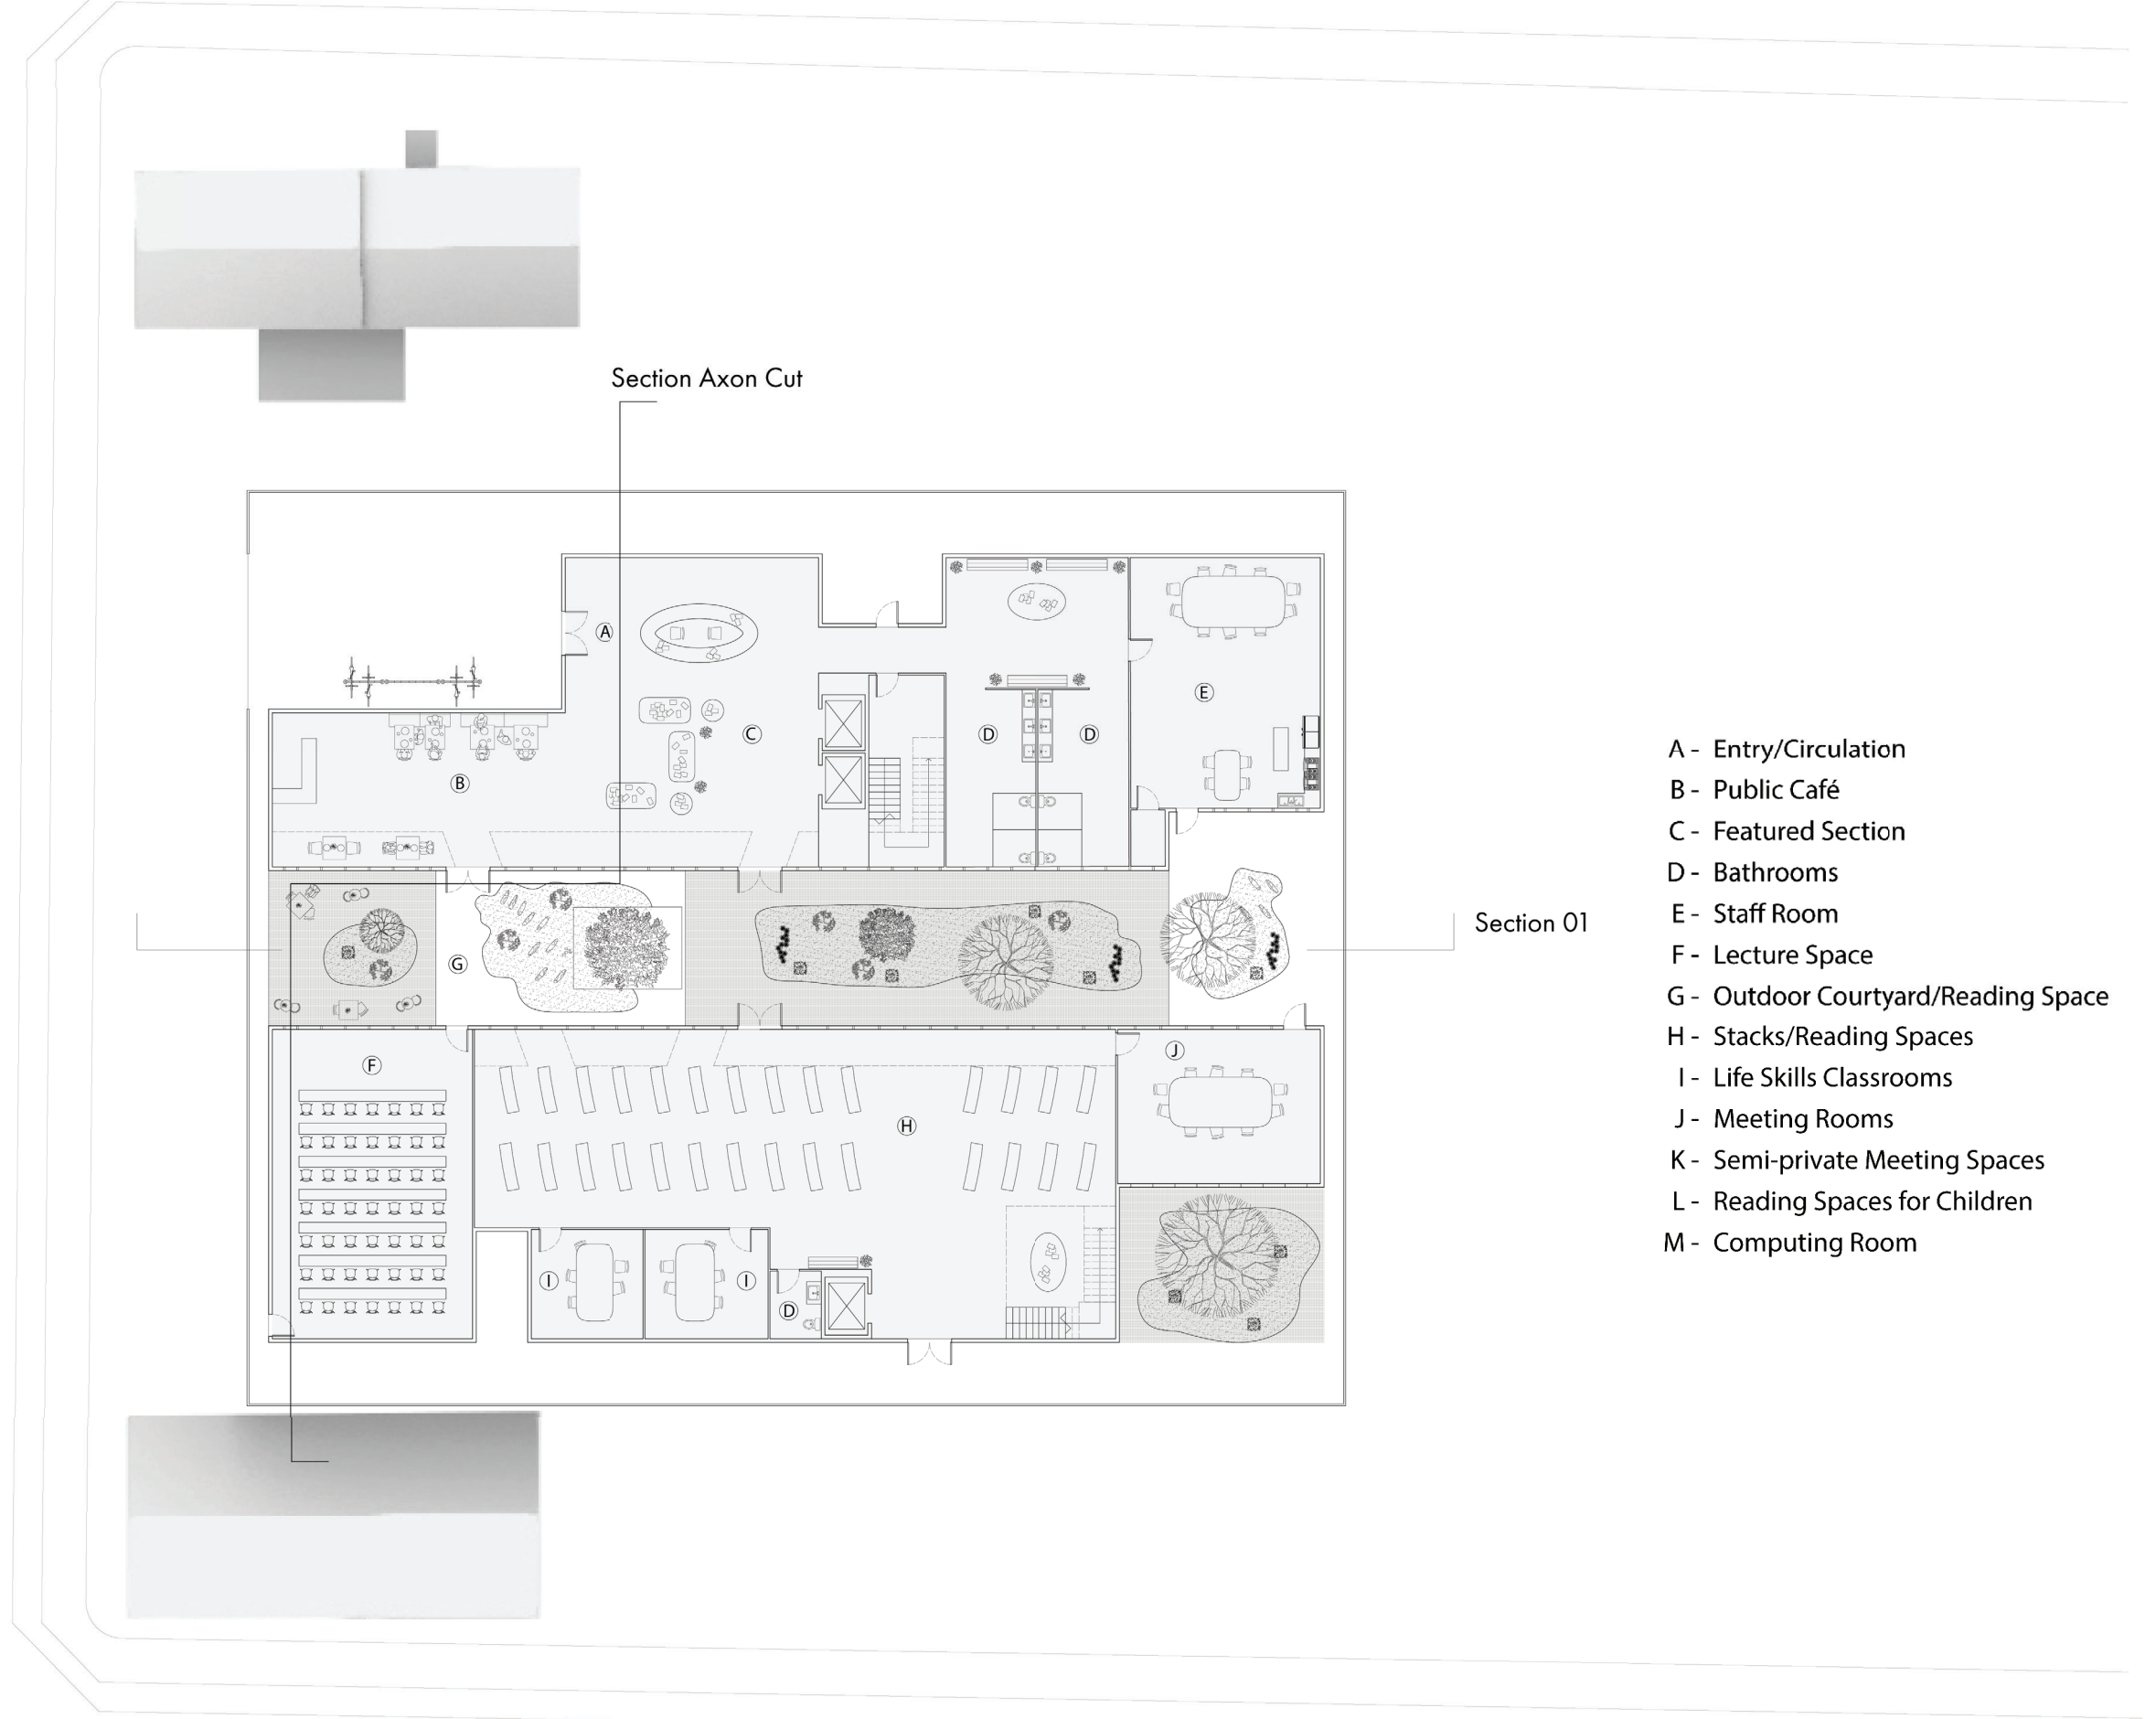 Section Axon Cut
A
E
C
D
D
B
Section 01
G
F
J
H
I
I
D
A - Entry/Circulation
B - Public Café
C - Featured Section
D - Bathrooms
E - Staff Room
F - Lecture Space
G - Outdoor Courtyard/Reading Space
H - Stacks/Reading Spaces
I - Life Skills Classrooms
J - Meeting Rooms
K - Semi-private Meeting Spaces
L - Reading Spaces for Children
M - Computing Room